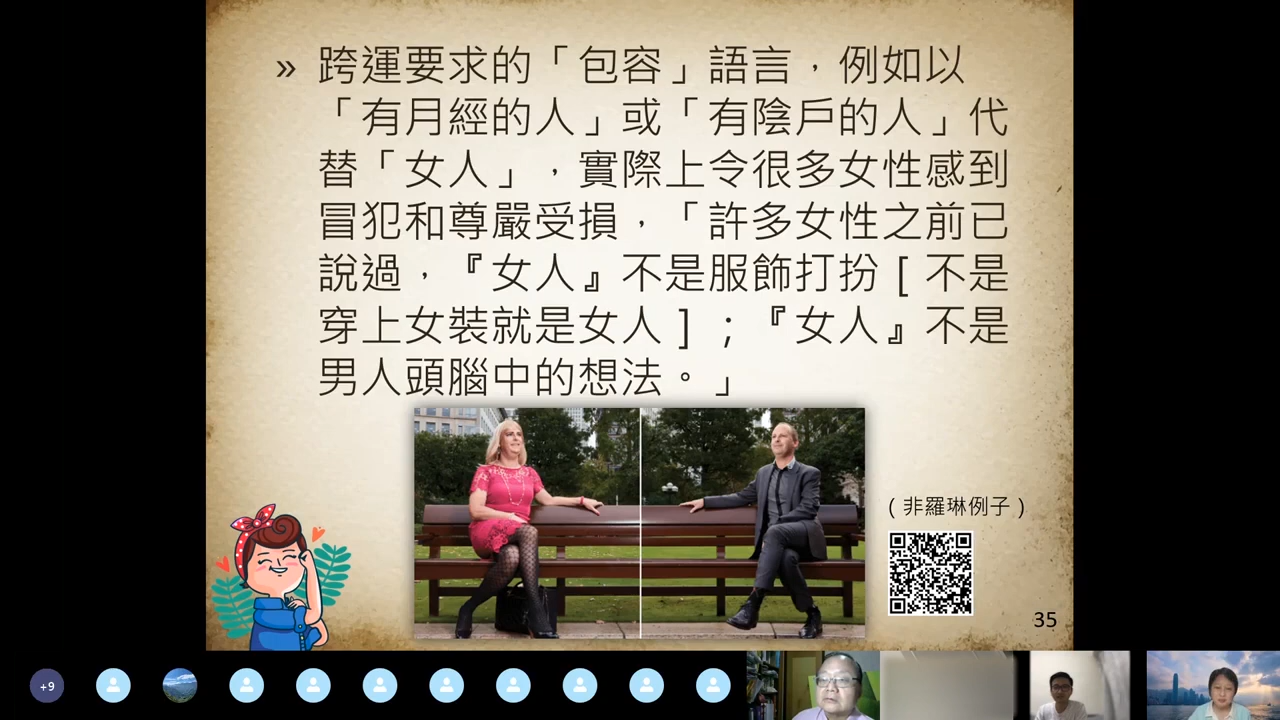 » 跨運要求的「包容」語言，例如以
「有月經的人」或「有陰戶的人」代
替「女人」，實際上令很多女性感到
冒犯和尊嚴受損，「許多女性之前已
說過，『女人』不是服飾打扮 [ 不是
穿上女裝就是女人 ] ；『女人』不是
男人頭腦中的想法。」
( 非羅琳例子 )
35
+9